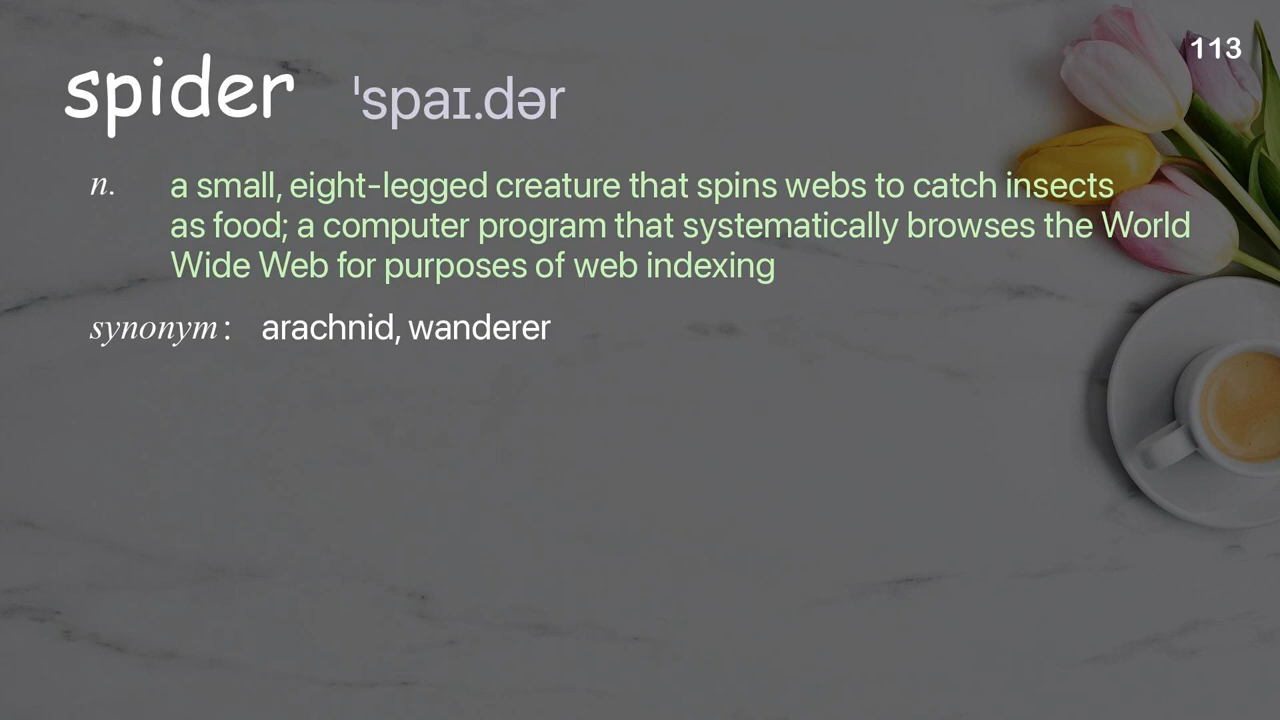 113
spider ˈspaɪ.dər
n. a small, eight-legged creature that spins webs to catch insects
as food; a computer program that systematically browses the World
Wide Web for purposes of web indexing
synonym: arachnid, wanderer